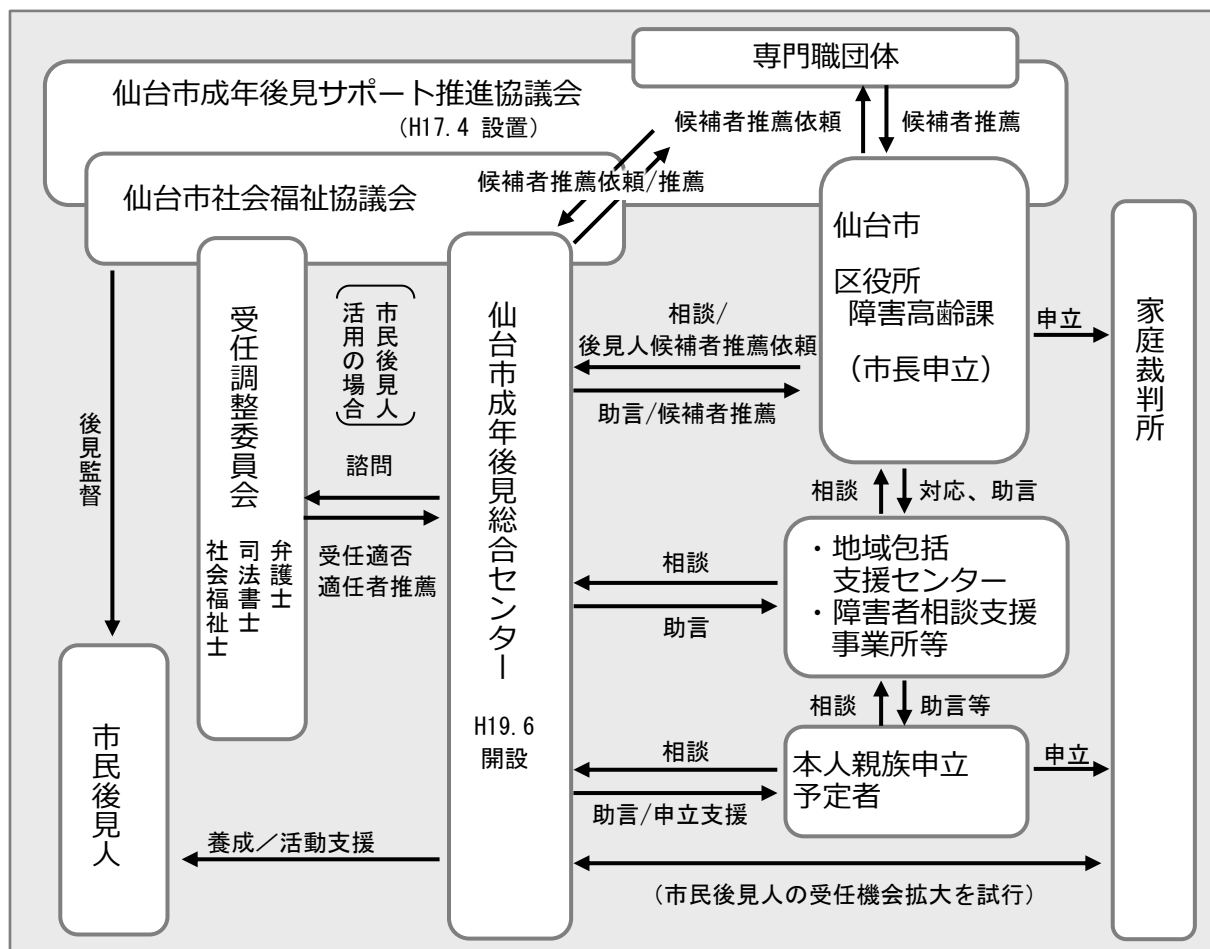 専門職団体
仙台市成年後見サポート推進協議会
（H17.4 設置）
候補者推薦依頼
候補者推薦
仙台市社会福祉協議会
候補者推薦依頼/推薦
仙台市
区役所
障害高齢課
（市長申立）
申立
家庭裁判所
受任調整委員会
弁護士
司法書士
社会福祉士
市民後見人
活用の場合
仙台市成年後見総合センター
H19.6
開設
相談/
後見人候補者推薦依頼
助言/候補者推薦
後見監督
諮問
受任適否
適任者推薦
相談
対応、助言
・地域包括
支援センター
・障害者相談支援
事業所等
相談
助言
相談
助言等
本人親族申立
予定者
申立
相談
助言/申立支援
市民後見人
養成／活動支援
（市民後見人の受任機会拡大を試行）